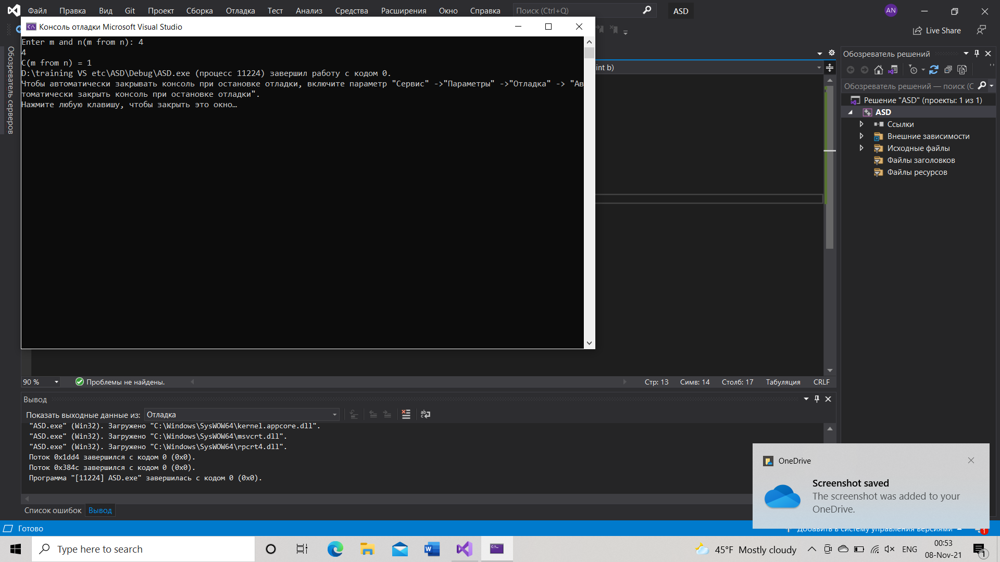 Файл Правка Вид Git Проект Сборка Отладка Тест Анализ Средства Расширения Окно Справка Поиск (Ctrl+Q) ASD AN
Консоль отладки Microsoft Visual Studio
Live Share
Обозреватель серверов
Enter m and n(m from n): 4
4
C(m from n) = 1
D:\training VS etc\ASD\Debug\ASD.exe (процесс 11224) завершил работу с кодом 0.
Чтобы автоматически закрывать консоль при остановке отладки, включите параметр "Сервис" ->"Параметры" ->"Отладка" -> "Ав
томатически закрыть консоль при остановке отладки".
Нажмите любую клавишу, чтобы закрыть это окно…
int b)
Обозреватель решений
Обозреватель решений — поиск (C
Решение "ASD" (проекты: 1 из 1)
ASD
Ссылки
Внешние зависимости
Исходные файлы
Файлы заголовков
Файлы ресурсов
90 % Проблемы не найдены. Стр: 13 Симв: 14 Столб: 17 Табуляция CRLF
Вывод
Показать выходные данные из: Отладка
"ASD.exe" (Win32). Загружено "C:\Windows\SysWOW64\kernel.appcore.dll".
"ASD.exe" (Win32). Загружено "C:\Windows\SysWOW64\msvcrt.dll".
"ASD.exe" (Win32). Загружено "C:\Windows\SysWOW64\rpcrt4.dll".
Поток 0x1dd4 завершился с кодом 0 (0x0).
Поток 0x384c завершился с кодом 0 (0x0).
Программа "[11224] ASD.exe" завершилась с кодом 0 (0x0).
Список ошибок Вывод
OneDrive
Screenshot saved
The screenshot was added to your
OneDrive.
Готово
Добавить в систему управления версиями
1
Type here to search
45°F Mostly cloudy
ENG
00:53
08-Nov-21
1